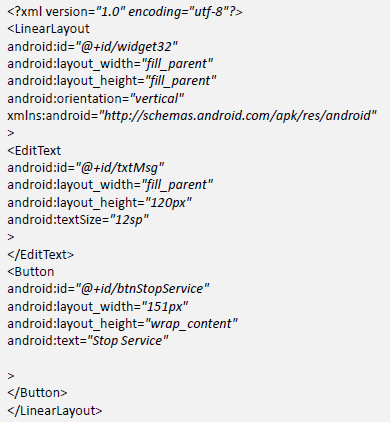 <?xml version="1.0" encoding="utf-8"?>
<LinearLayout
android:id="@+id/widget32"
android:layout_width="fill_parent"
android:layout_height="fill_parent"
android:orientation="vertical"
xmlns:android="http://schemas.android.com/apk/res/android"
>
<EditText
android:id="@+id/txtMsg"
android:layout_width="fill_parent"
android:layout_height="120px"
android:textSize="12sp"
>
</EditText>
<Button
android:id="@+id/btnStopService"
android:layout_width="151px"
android:layout_height="wrap_content"
android:text="Stop Service"
>
</Button>
</LinearLayout>